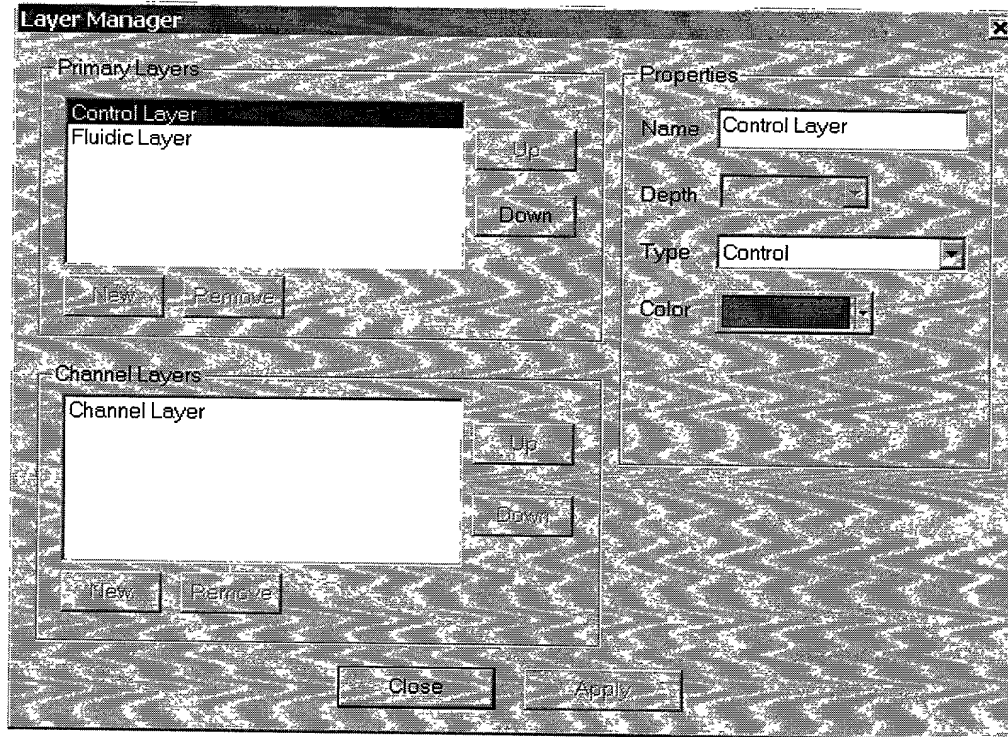 Layer Manager
Primary Layers
Control Layer
Fluidic Layer
Up
Down
New
Remove
Properties
Name Control Layer
Depth
Type Control
Color
Channel Layers
Channel Layer
Up
Down
New
Remove
Close
Apply